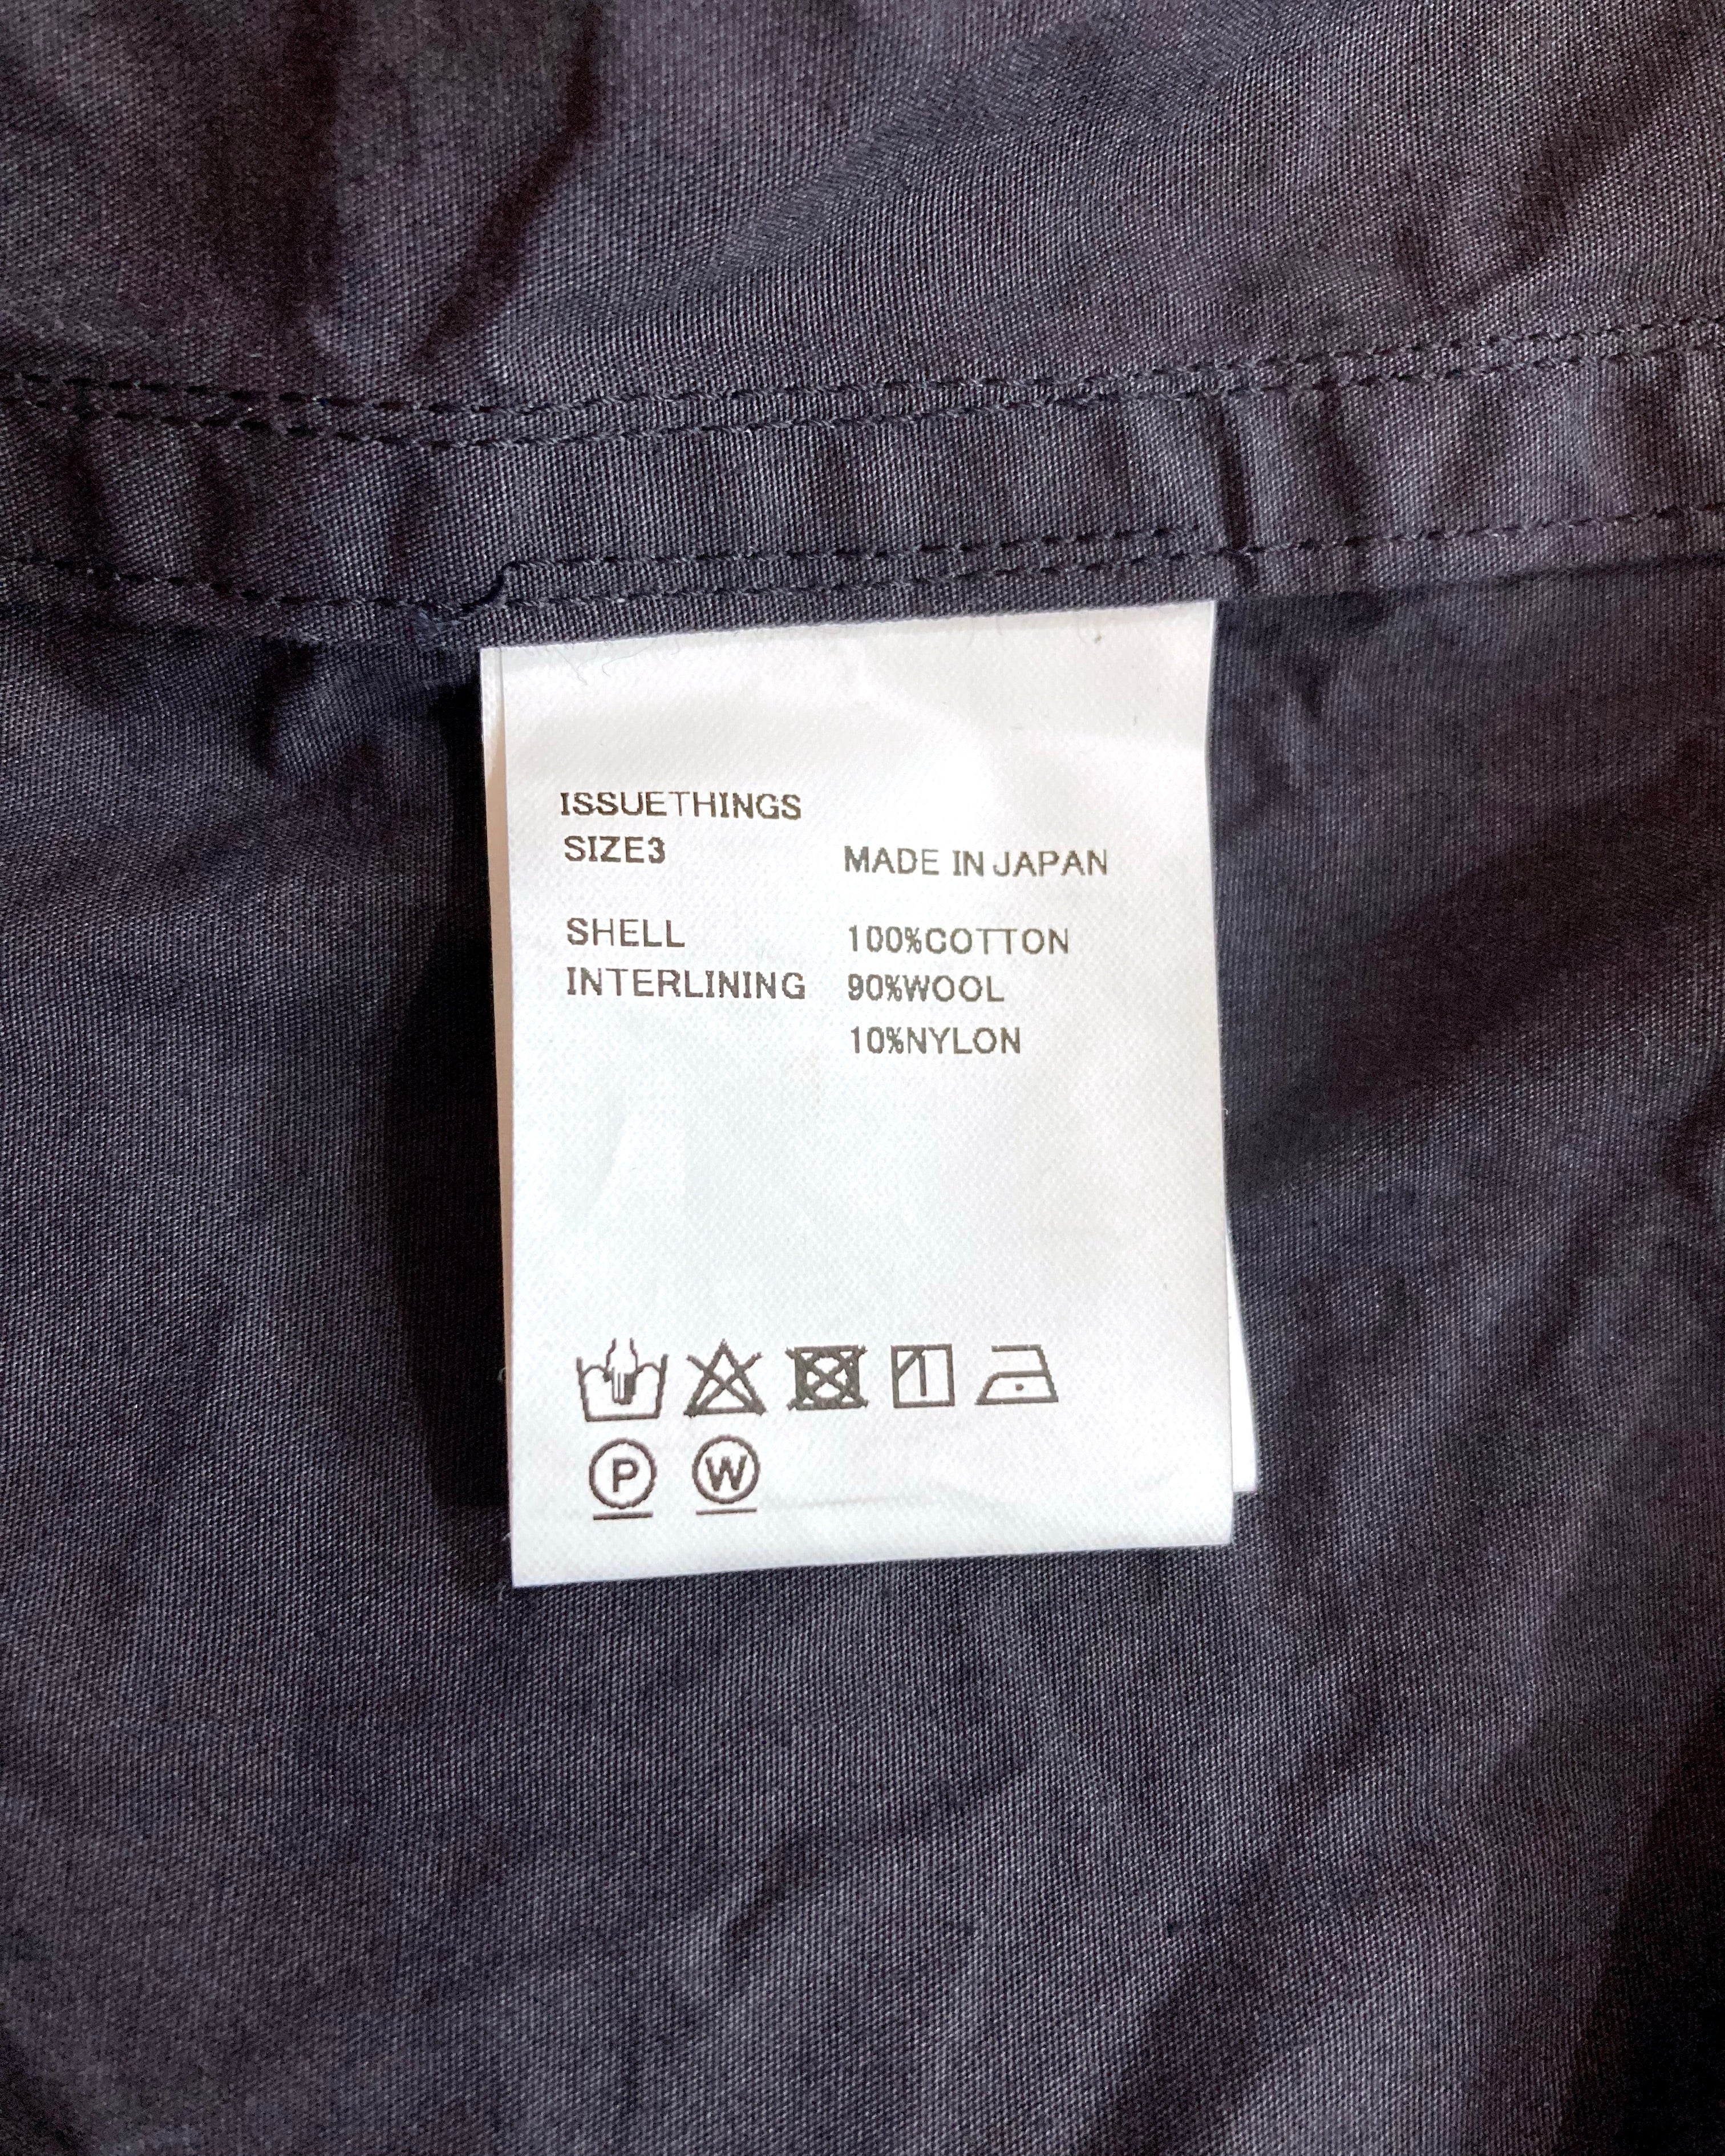 ISSUETHINGS
SIZE3 MADE IN JAPAN
SHELL 100%COTTON
INTERLINING 90%WOOL
10%NYLON
P W